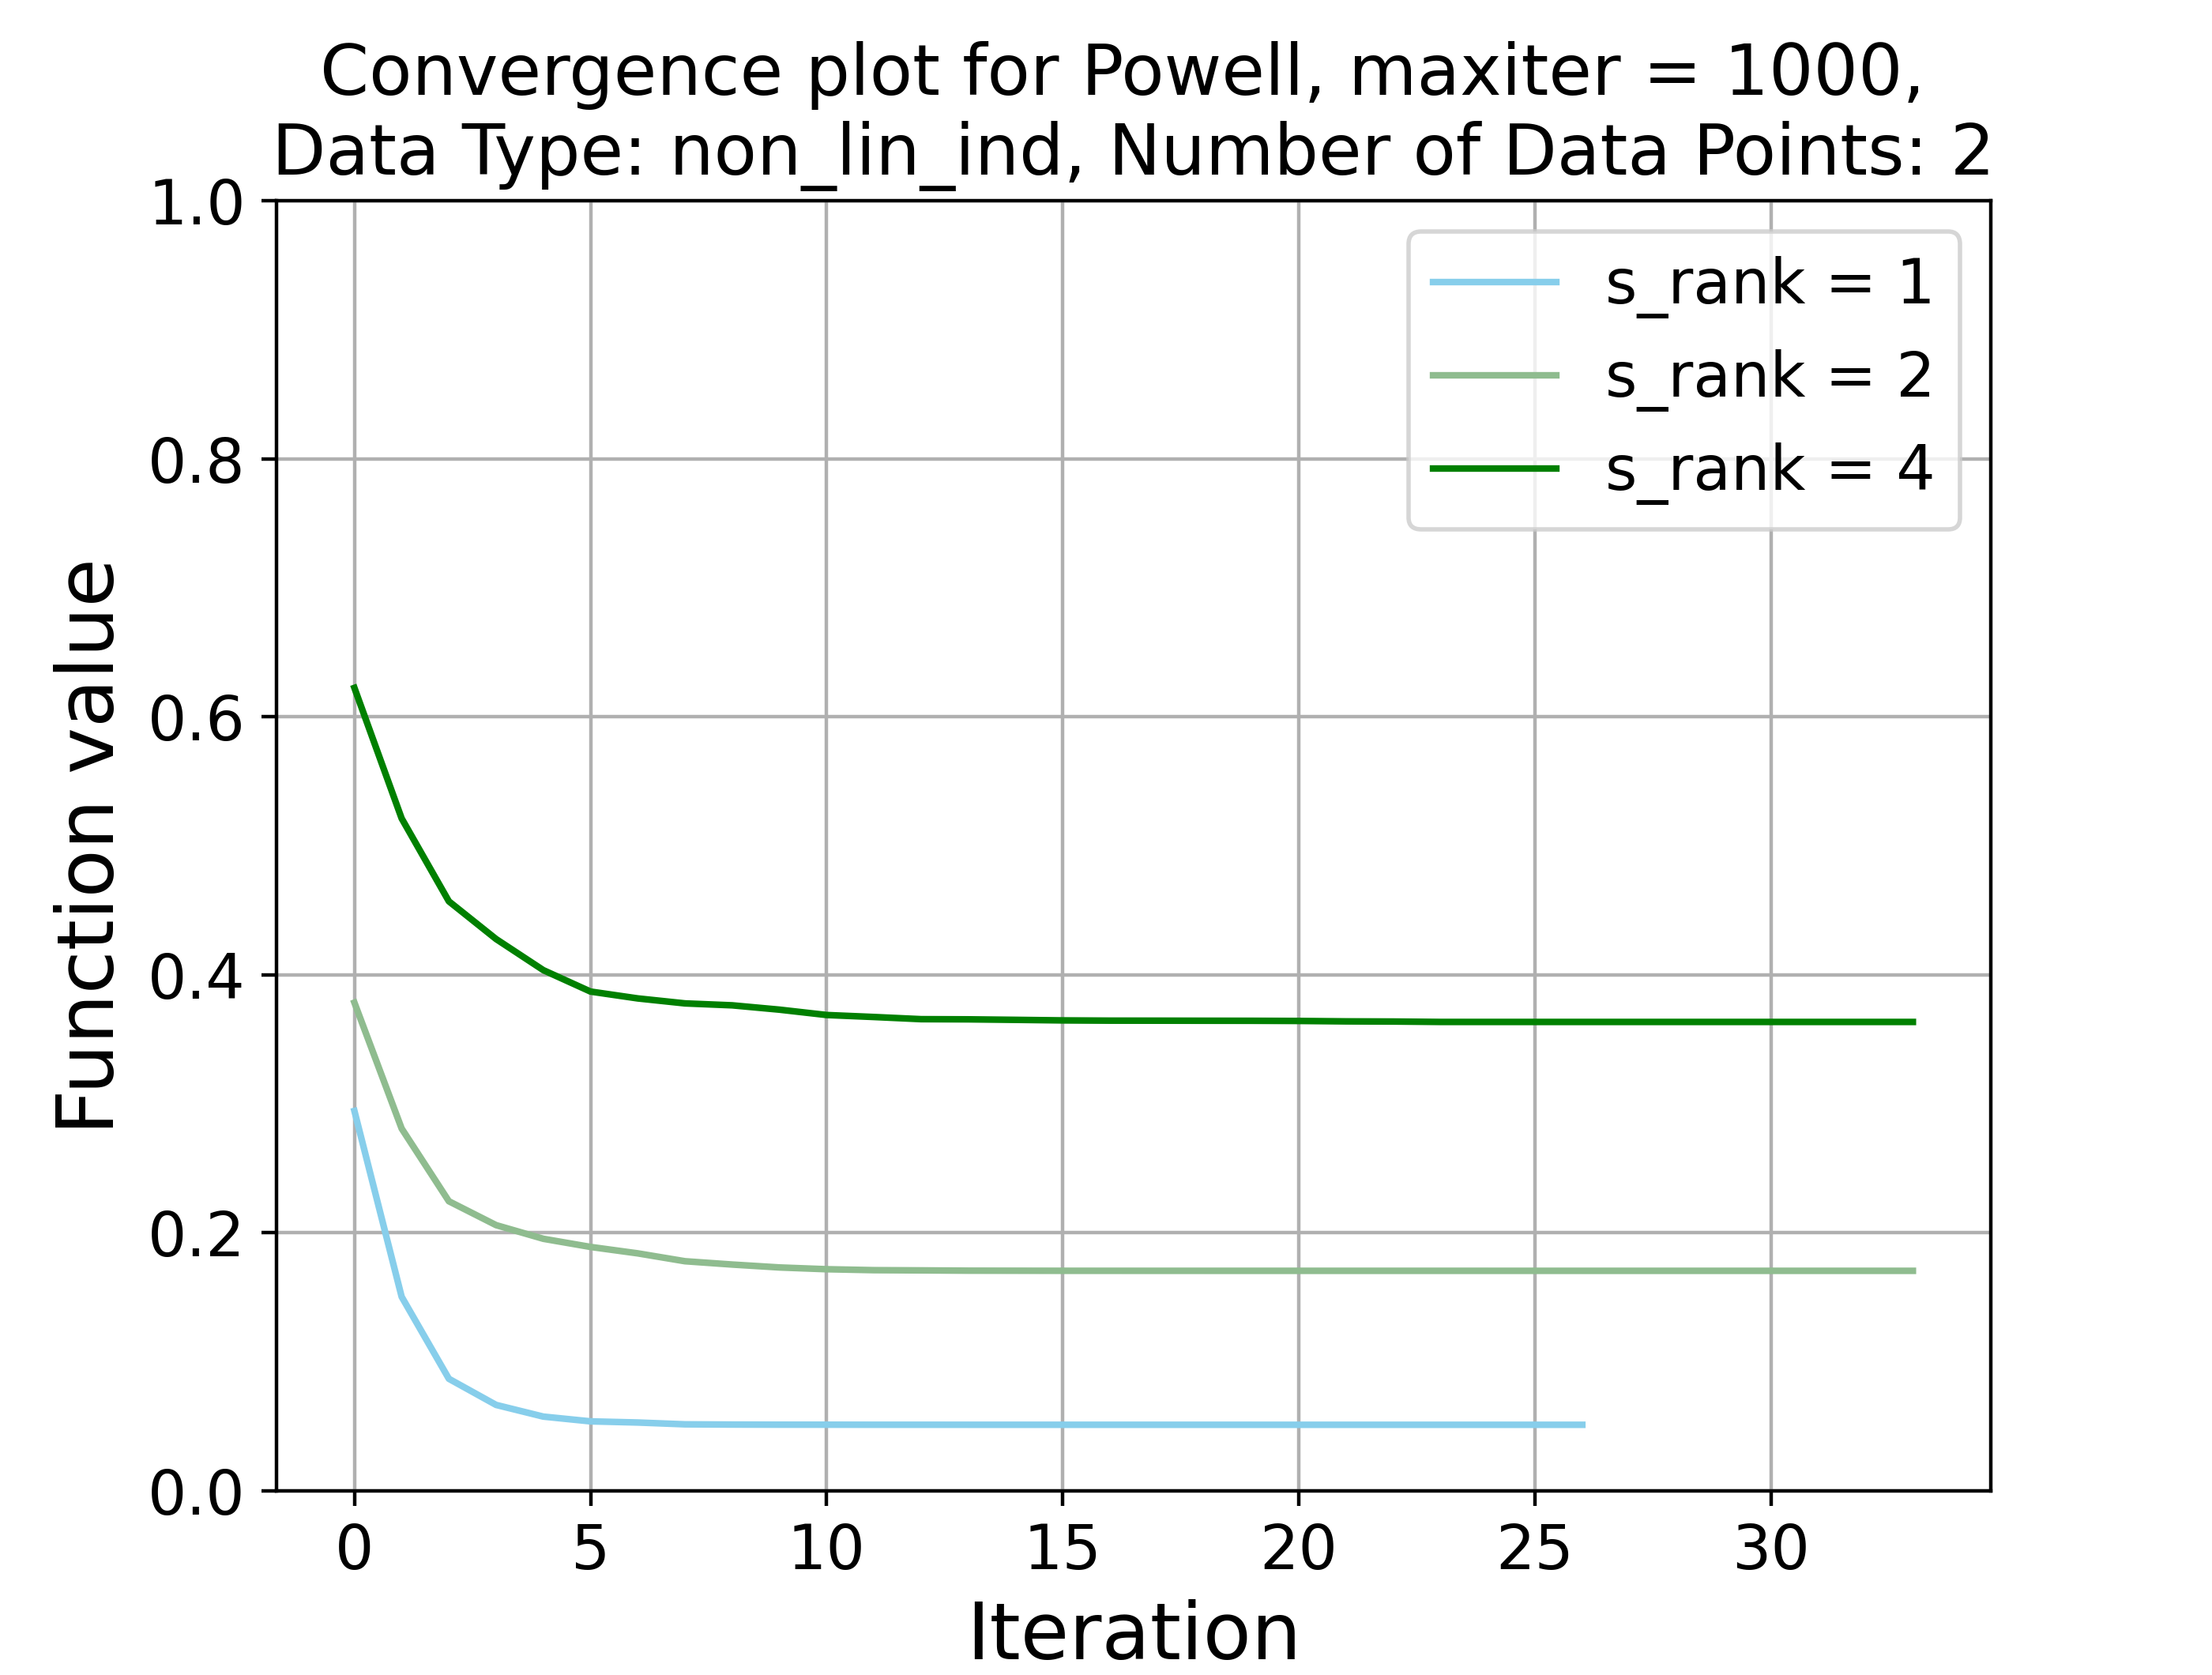 Convergence plot for Powell, maxiter = 1000,
Data Type: non_lin_ind, Number of Data Points: 2
1.0
0.8
0.6
0.4
0.2
0.0
Function value
s_rank = 1
s_rank = 2
s_rank = 4
0 5 10 15 20 25 30
Iteration